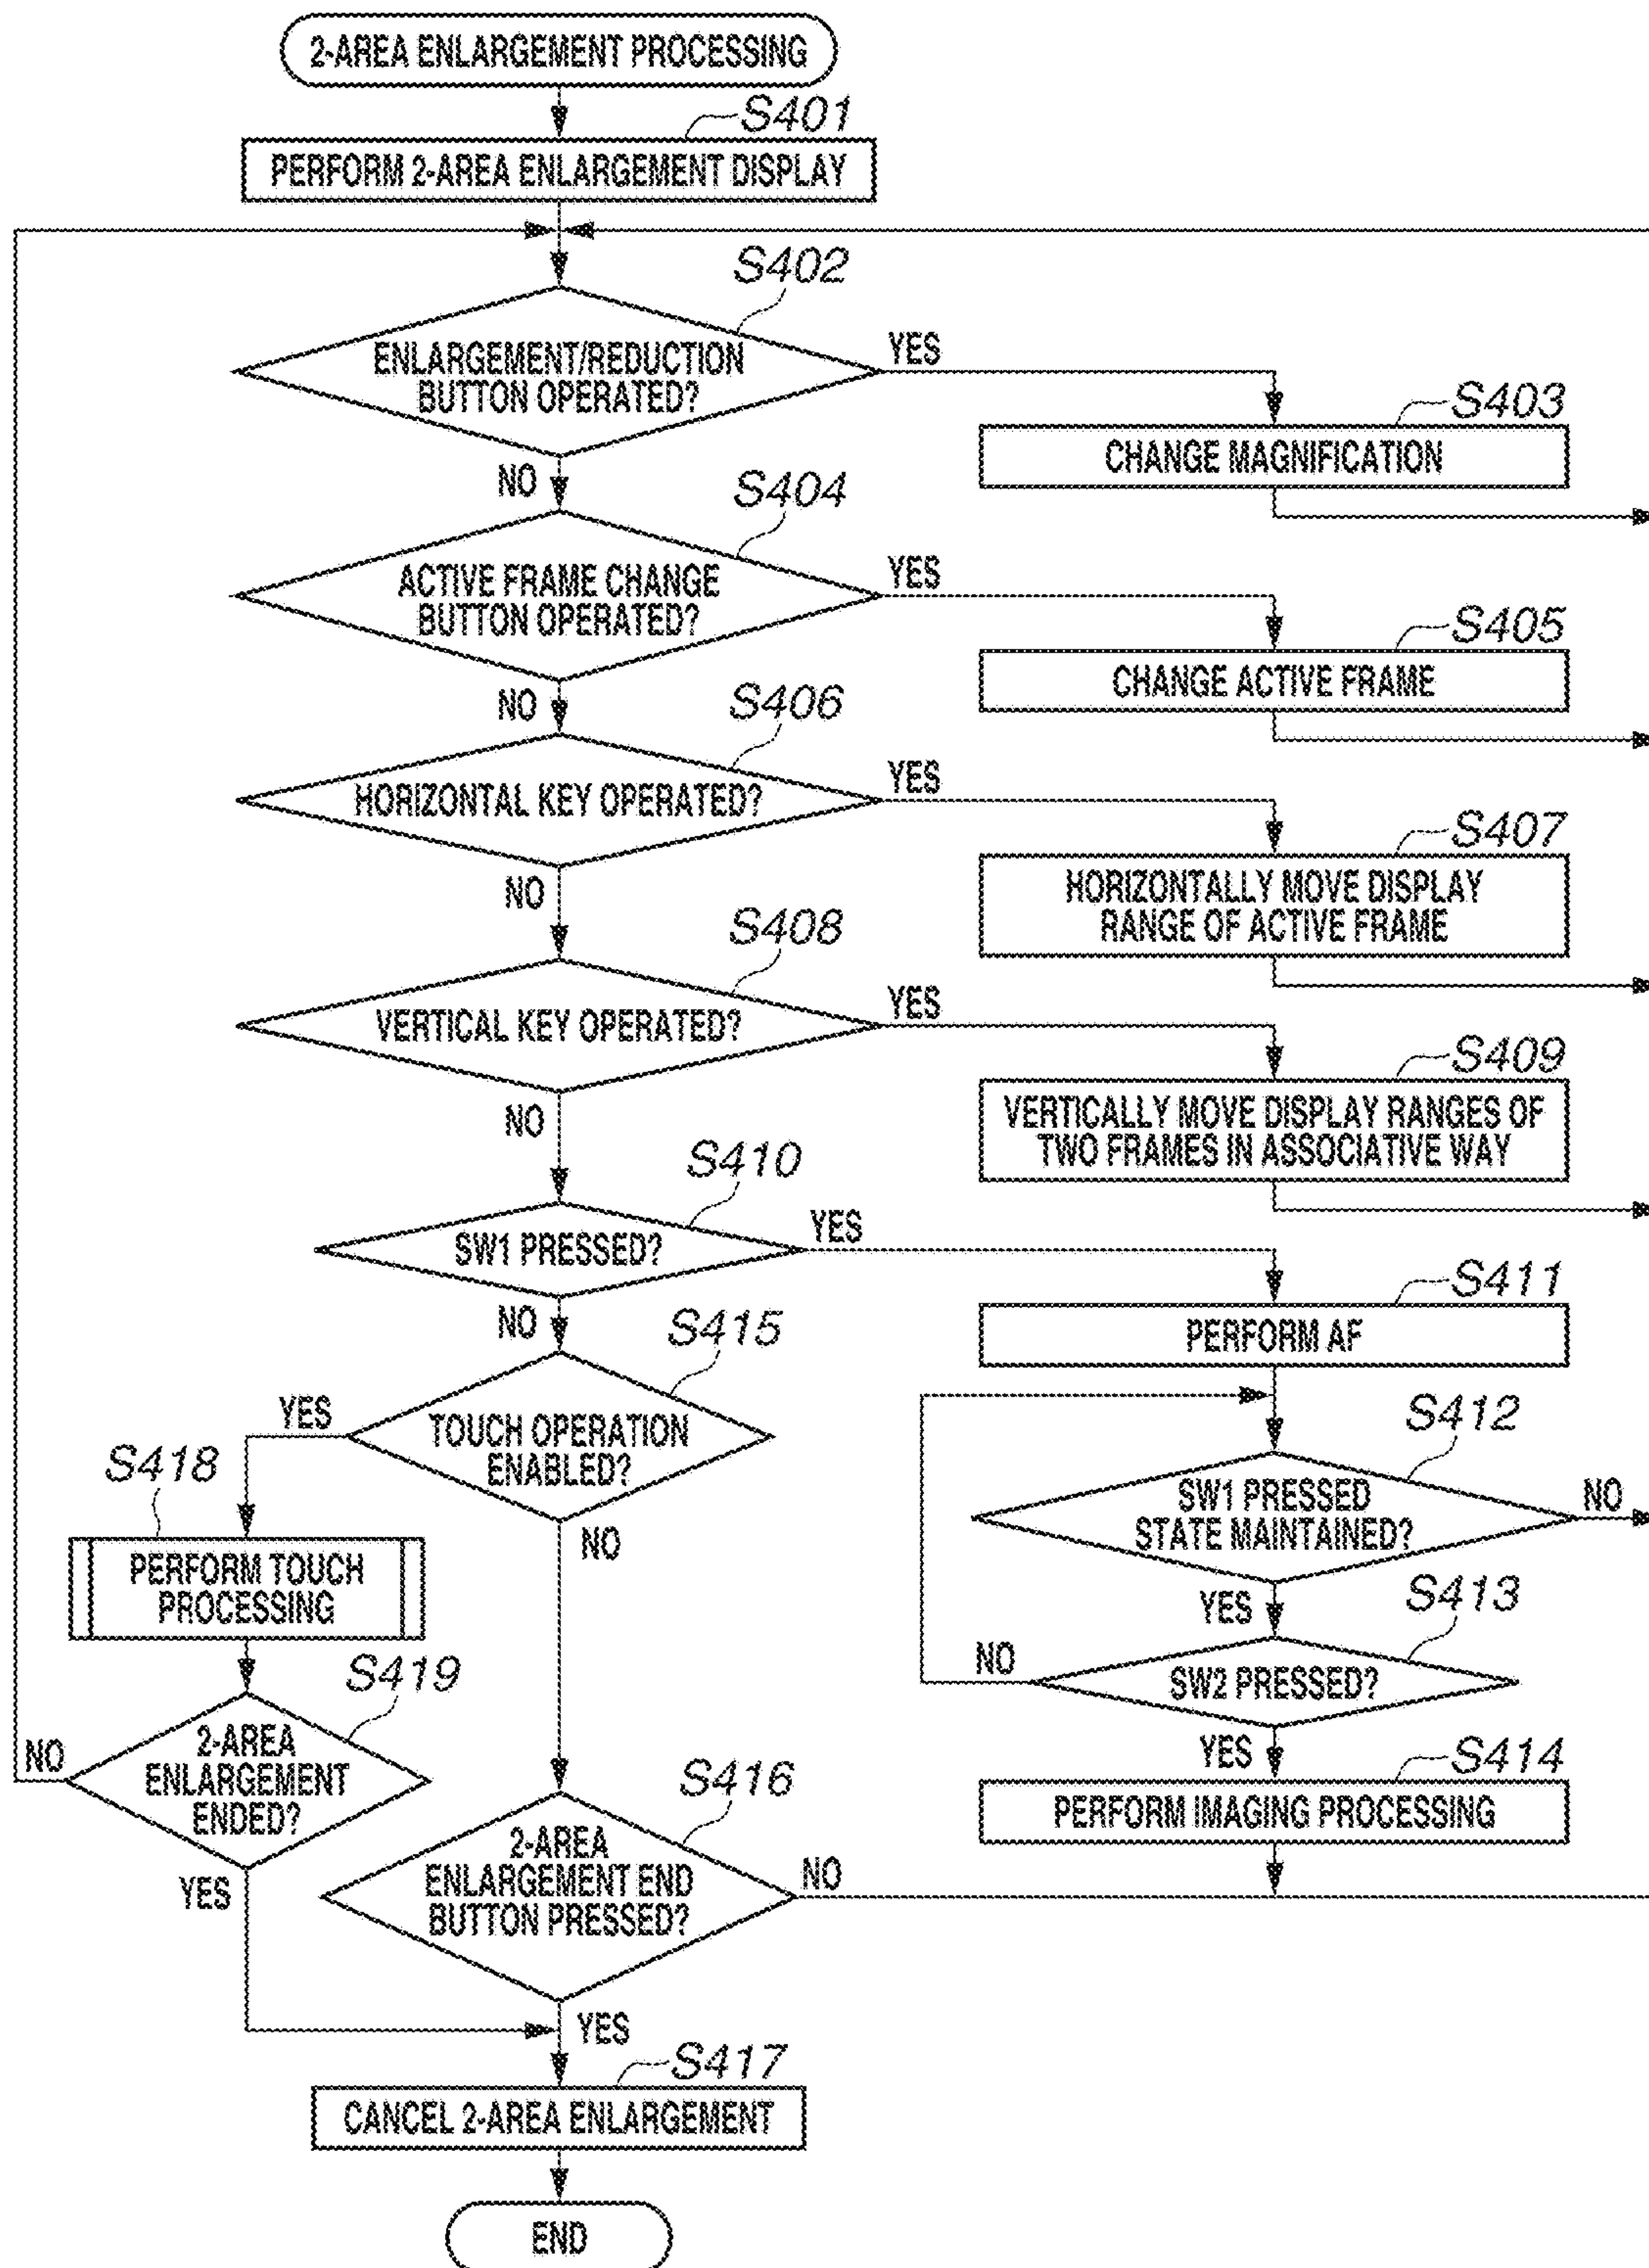 2-AREA ENLARGEMENT PROCESSING
S401
PERFORM 2-AREA ENLARGEMENT DISPLAY
S402
ENLARGEMENT/REDUCTION
BUTTON OPERATED?
YES
S403
CHANGE MAGNIFICATION
NO
S404
ACTIVE FRAME CHANGE
BUTTON OPERATED?
YES
S405
CHANGE ACTIVE FRAME
NO
S406
HORIZONTAL KEY OPERATED?
YES
S407
HORIZONTALLY MOVE DISPLAY
RANGE OF ACTIVE FRAME
NO
S408
VERTICAL KEY OPERATED?
YES
S409
VERTICALLY MOVE DISPLAY RANGES OF
TWO FRAMES IN ASSOCIATIVE WAY
NO
S410
SW1 PRESSED?
YES
S411
PERFORM AF
NO
S415
TOUCH OPERATION
ENABLED?
YES
S418
PERFORM TOUCH
PROCESSING
NO
S412
SW1 PRESSED
STATE MAINTAINED?
NO
YES
S413
SW2 PRESSED?
NO
YES
S414
PERFORM IMAGING PROCESSING
S419
2-AREA
ENLARGEMENT
ENDED?
NO
YES
S416
2-AREA
ENLARGEMENT END
BUTTON PRESSED?
NO
YES
S417
CANCEL 2-AREA ENLARGEMENT
END